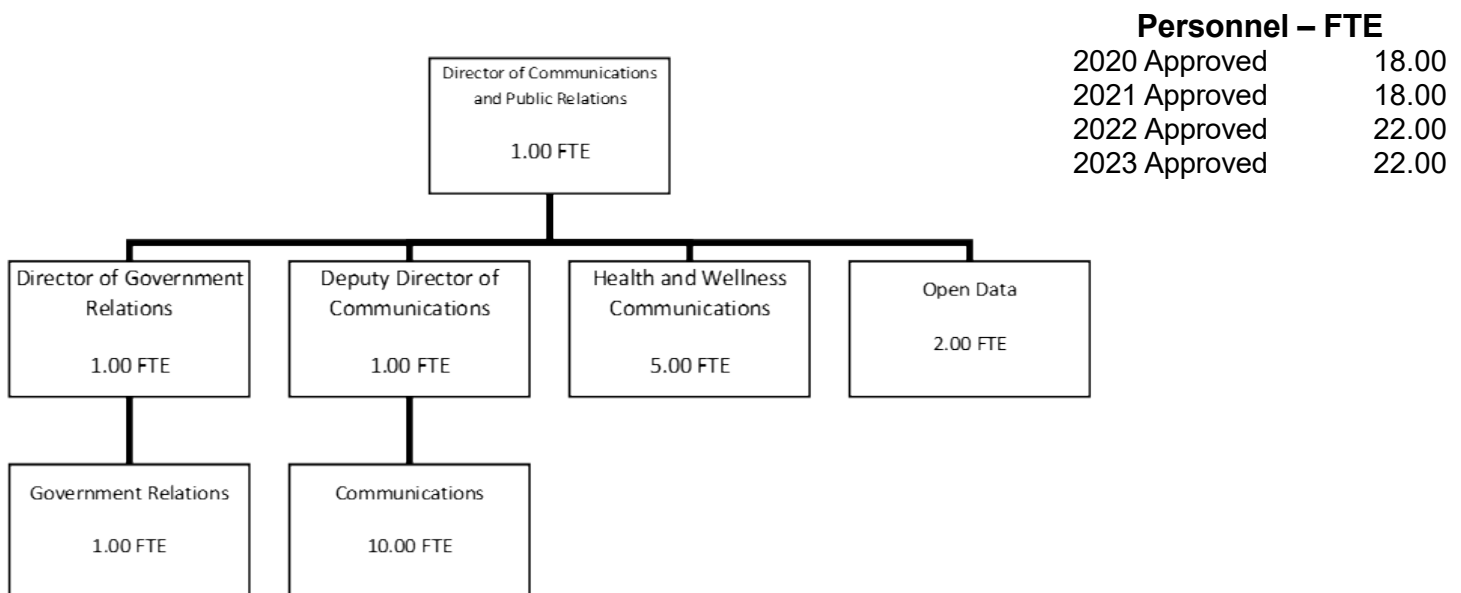 Personnel – FTE
2020 Approved 18.00
2021 Approved 18.00
2022 Approved 22.00
2023 Approved 22.00
Director of Communications
and Public Relations
1.00 FTE
Director of Government
Relations
1.00 FTE
Deputy Director of
Communications
1.00 FTE
Health and Wellness
Communications
5.00 FTE
Open Data
2.00 FTE
Government Relations
1.00 FTE
Communications
10.00 FTE